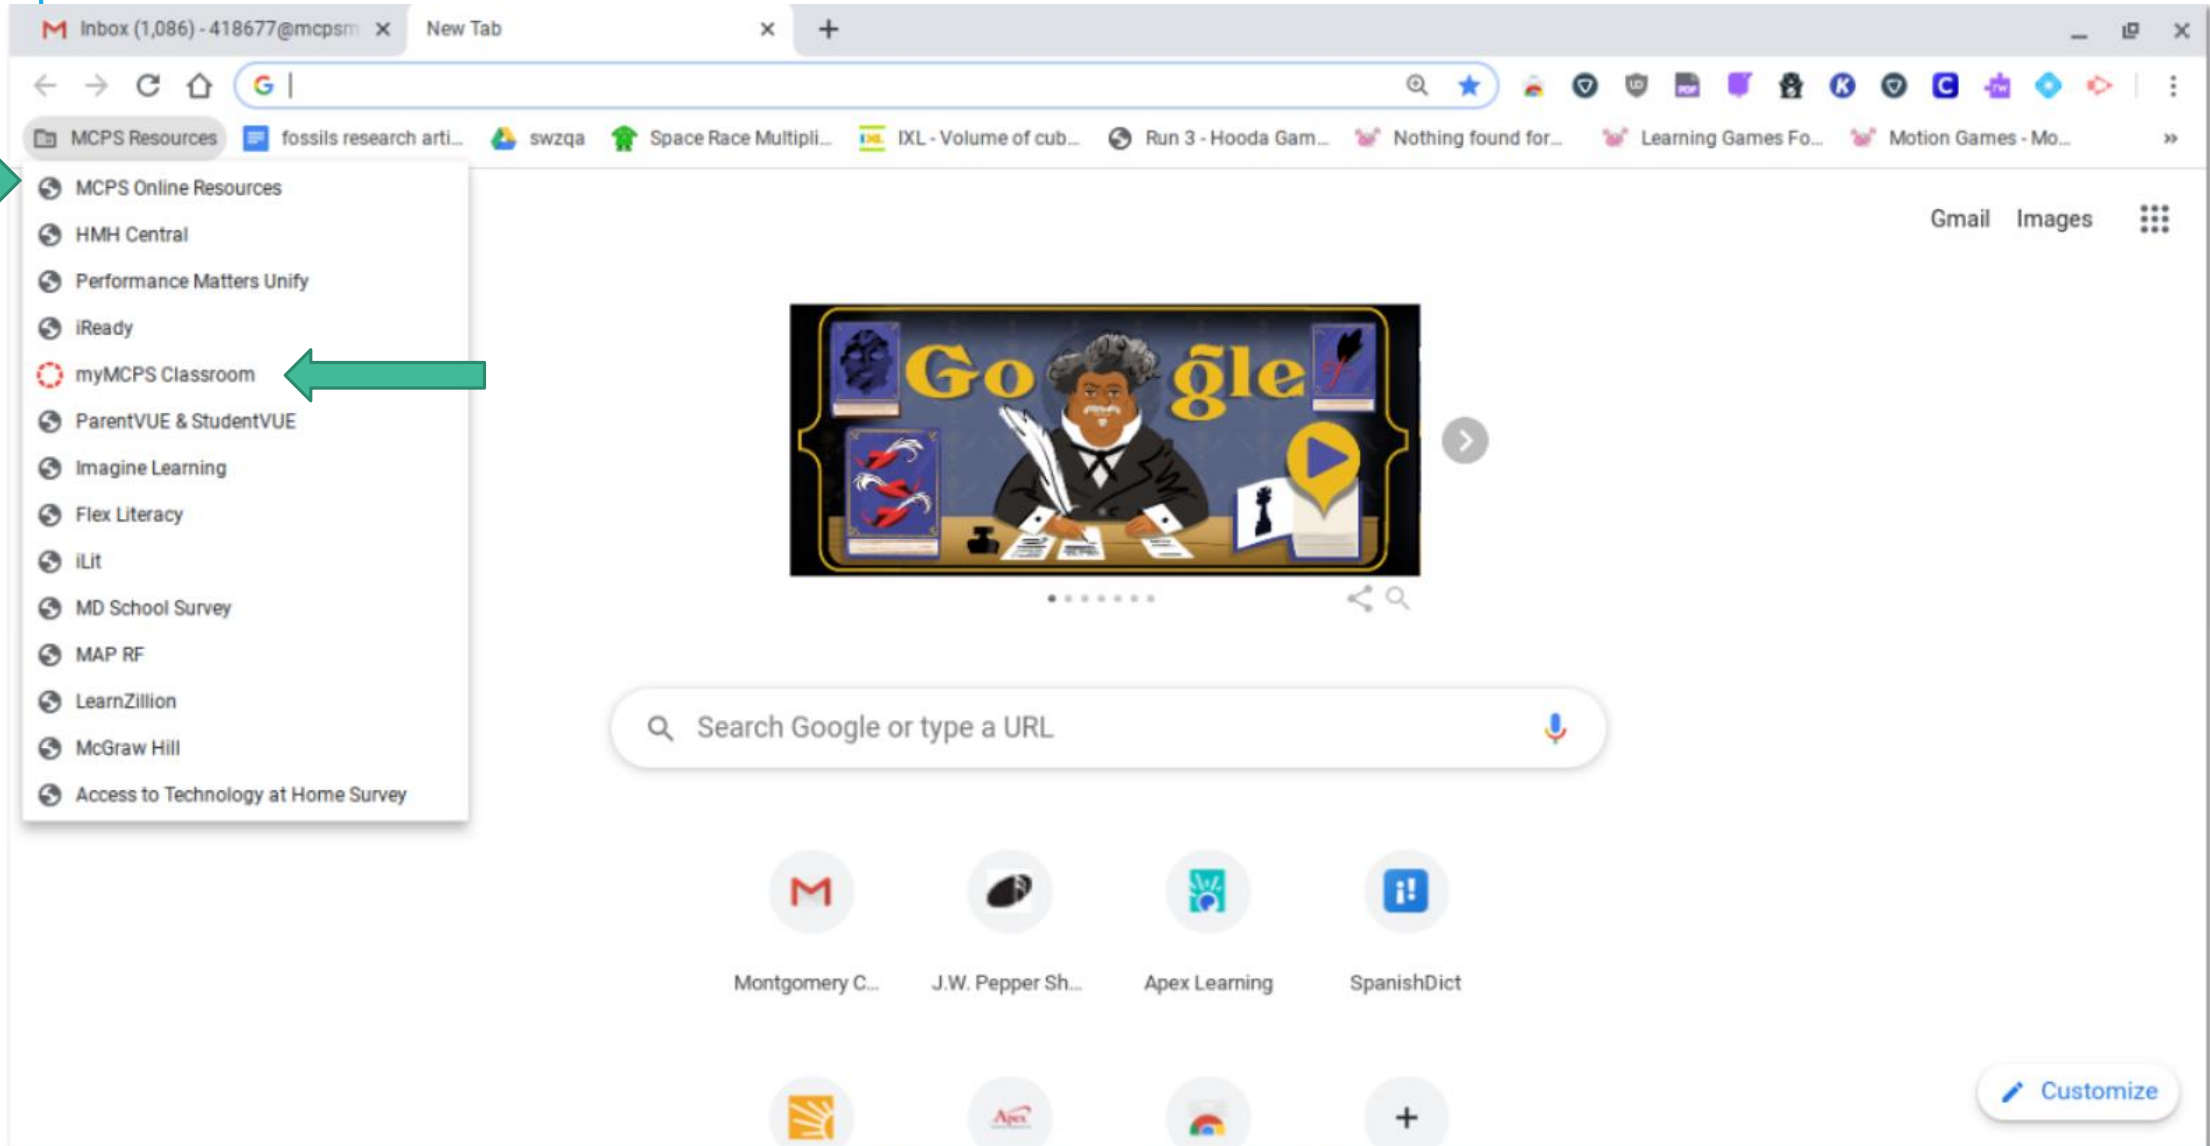 Inbox (1,086) - 418677@mcpsm
New Tab
MCPS Resources
fossils research arti...
swzqa
Space Race Multipli...
IXL - Volume of cub...
Run 3 - Hooda Gam...
Nothing found for...
Learning Games Fo...
Motion Games - Mo...
MCPS Online Resources
HMH Central
Performance Matters Unify
iReady
myMCPS Classroom
ParentVUE & StudentVUE
Imagine Learning
Flex Literacy
iLit
MD School Survey
MAP RF
LearnZillion
McGraw Hill
Access to Technology at Home Survey
Gmail Images
Google
Search Google or type a URL
Montgomery C...
J.W. Pepper Sh...
Apex Learning
SpanishDict
Apex
Customize